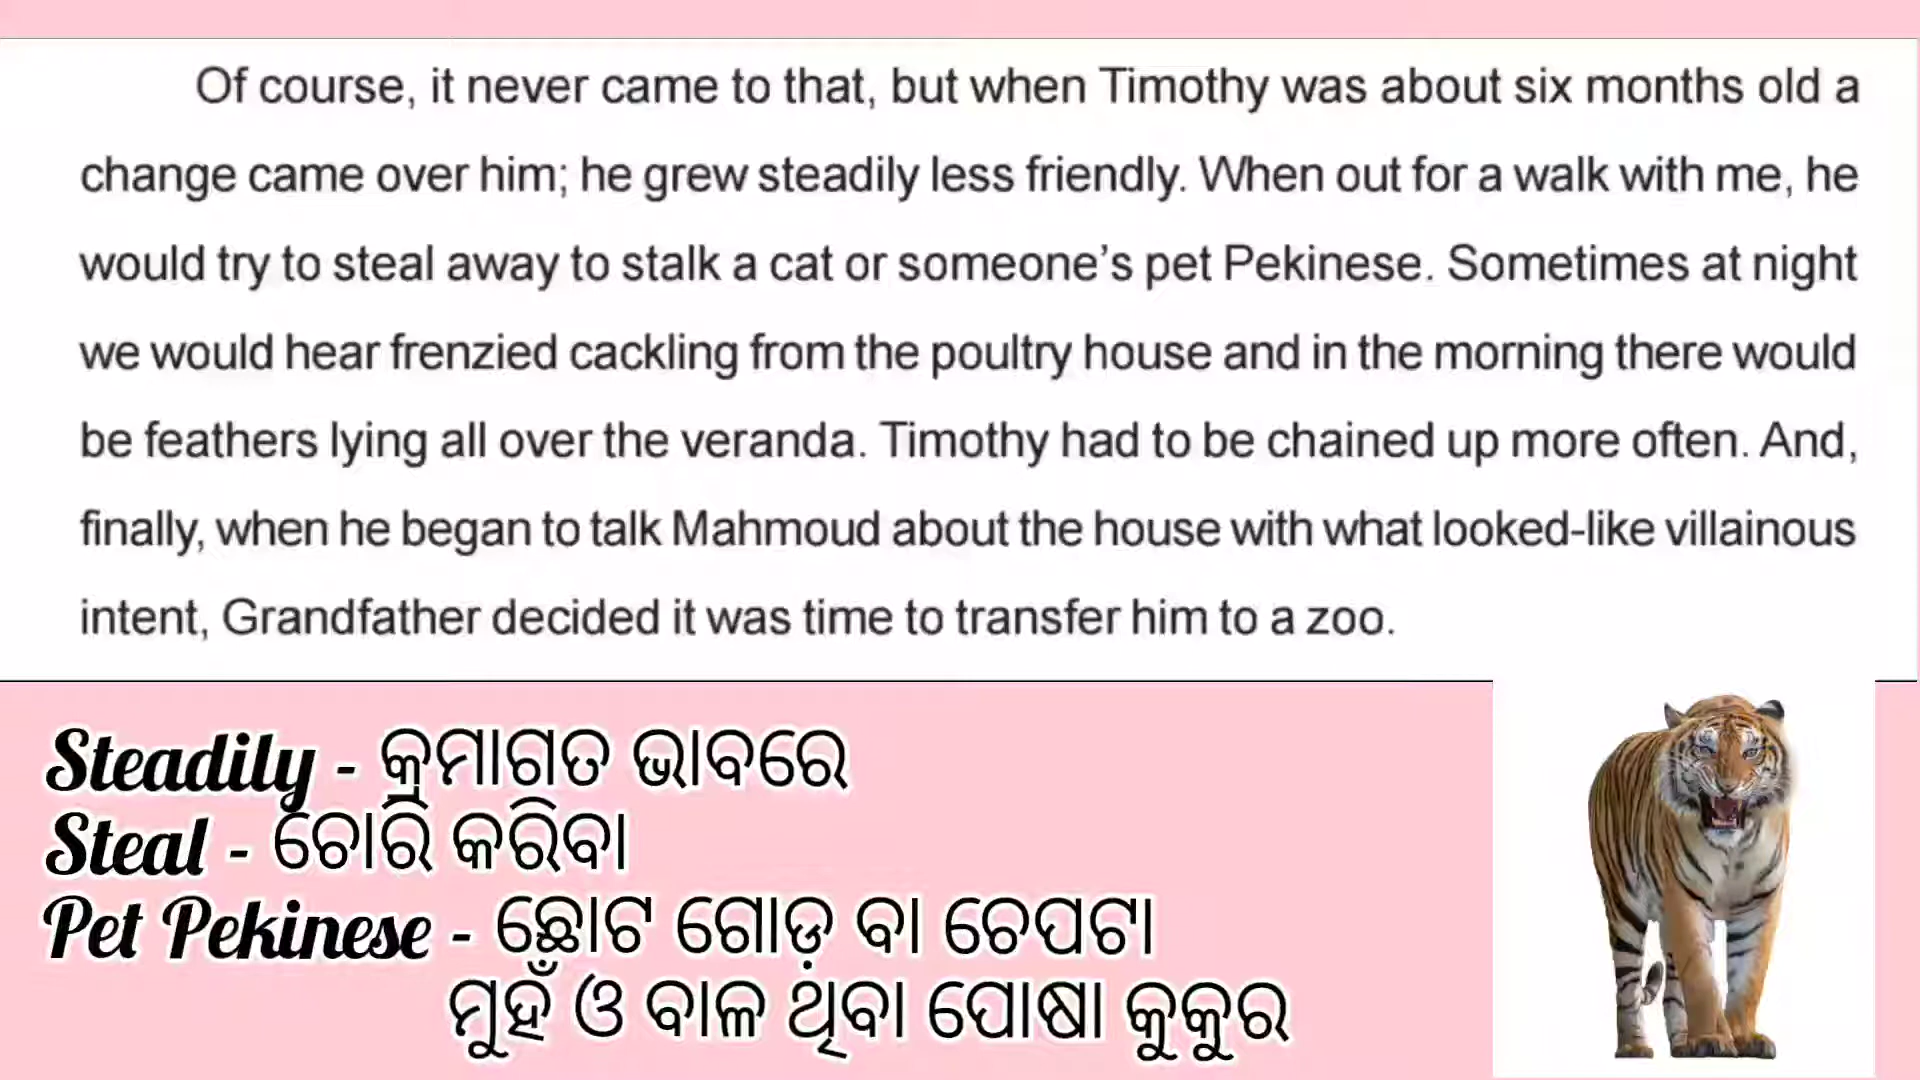 Of course, it never came to that, but when Timothy was about six months old a
change came over him; he grew steadily less friendly. When out for a walk with me, he
would try to steal away to stalk a cat or someone’s pet Pekinese. Sometimes at night
we would hear frenzied cackling from the poultry house and in the morning there would
be feathers lying all over the veranda. Timothy had to be chained up more often. And,
finally, when he began to talk Mahmoud about the house with what looked-like villainous
intent, Grandfather decided it was time to transfer him to a zoo.
Steadily - କ୍ରମାଗତ ଭାବରେ
Steal - ଚୋରି କରିବା
Pet Pekinese - ଛୋଟ ଗୋଡ଼ ବା ଚେପଟା
ମୁହଁ ଓ ବାଳ ଥିବା ପୋଷା କୁକୁର